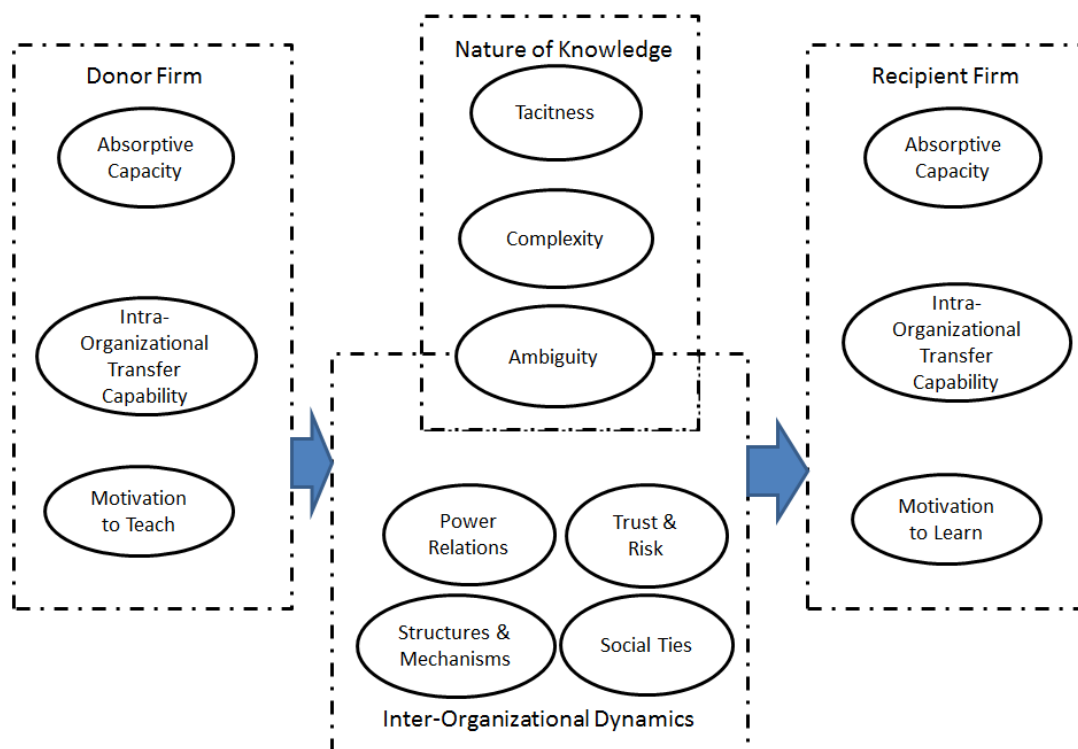 Donor Firm
Absorptive
Capacity
Intra-
Organizational
Transfer
Capability
Motivation
to Teach
Nature of Knowledge
Tacitness
Complexity
Ambiguity
Power
Relations
Trust &
Risk
Structures &
Mechanisms
Social Ties
Inter-Organizational Dynamics
Recipient Firm
Absorptive
Capacity
Intra-
Organizational
Transfer
Capability
Motivation
to Learn